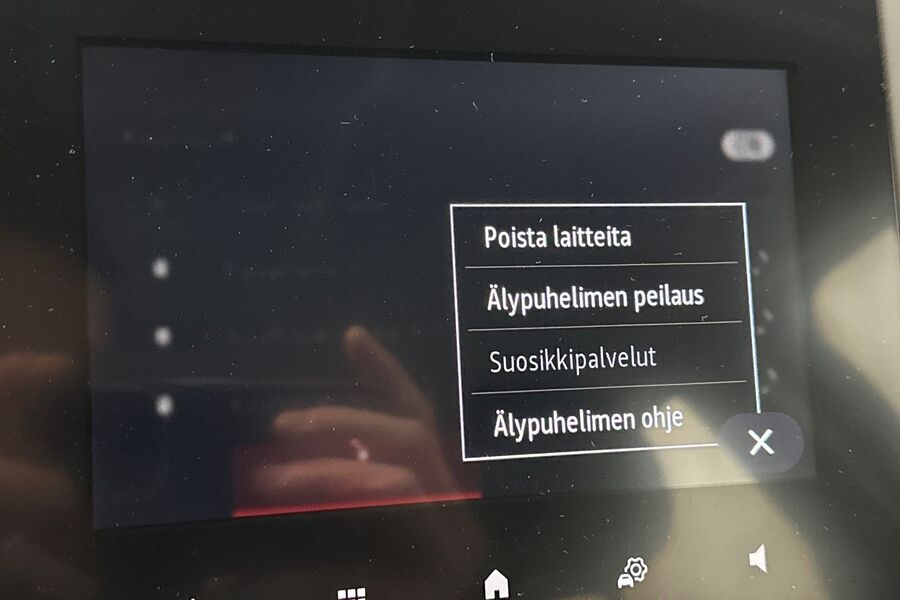 Poista laitteita
Älypuhelimen peilaus
Suosikkipalvelut
Älypuhelimen ohje